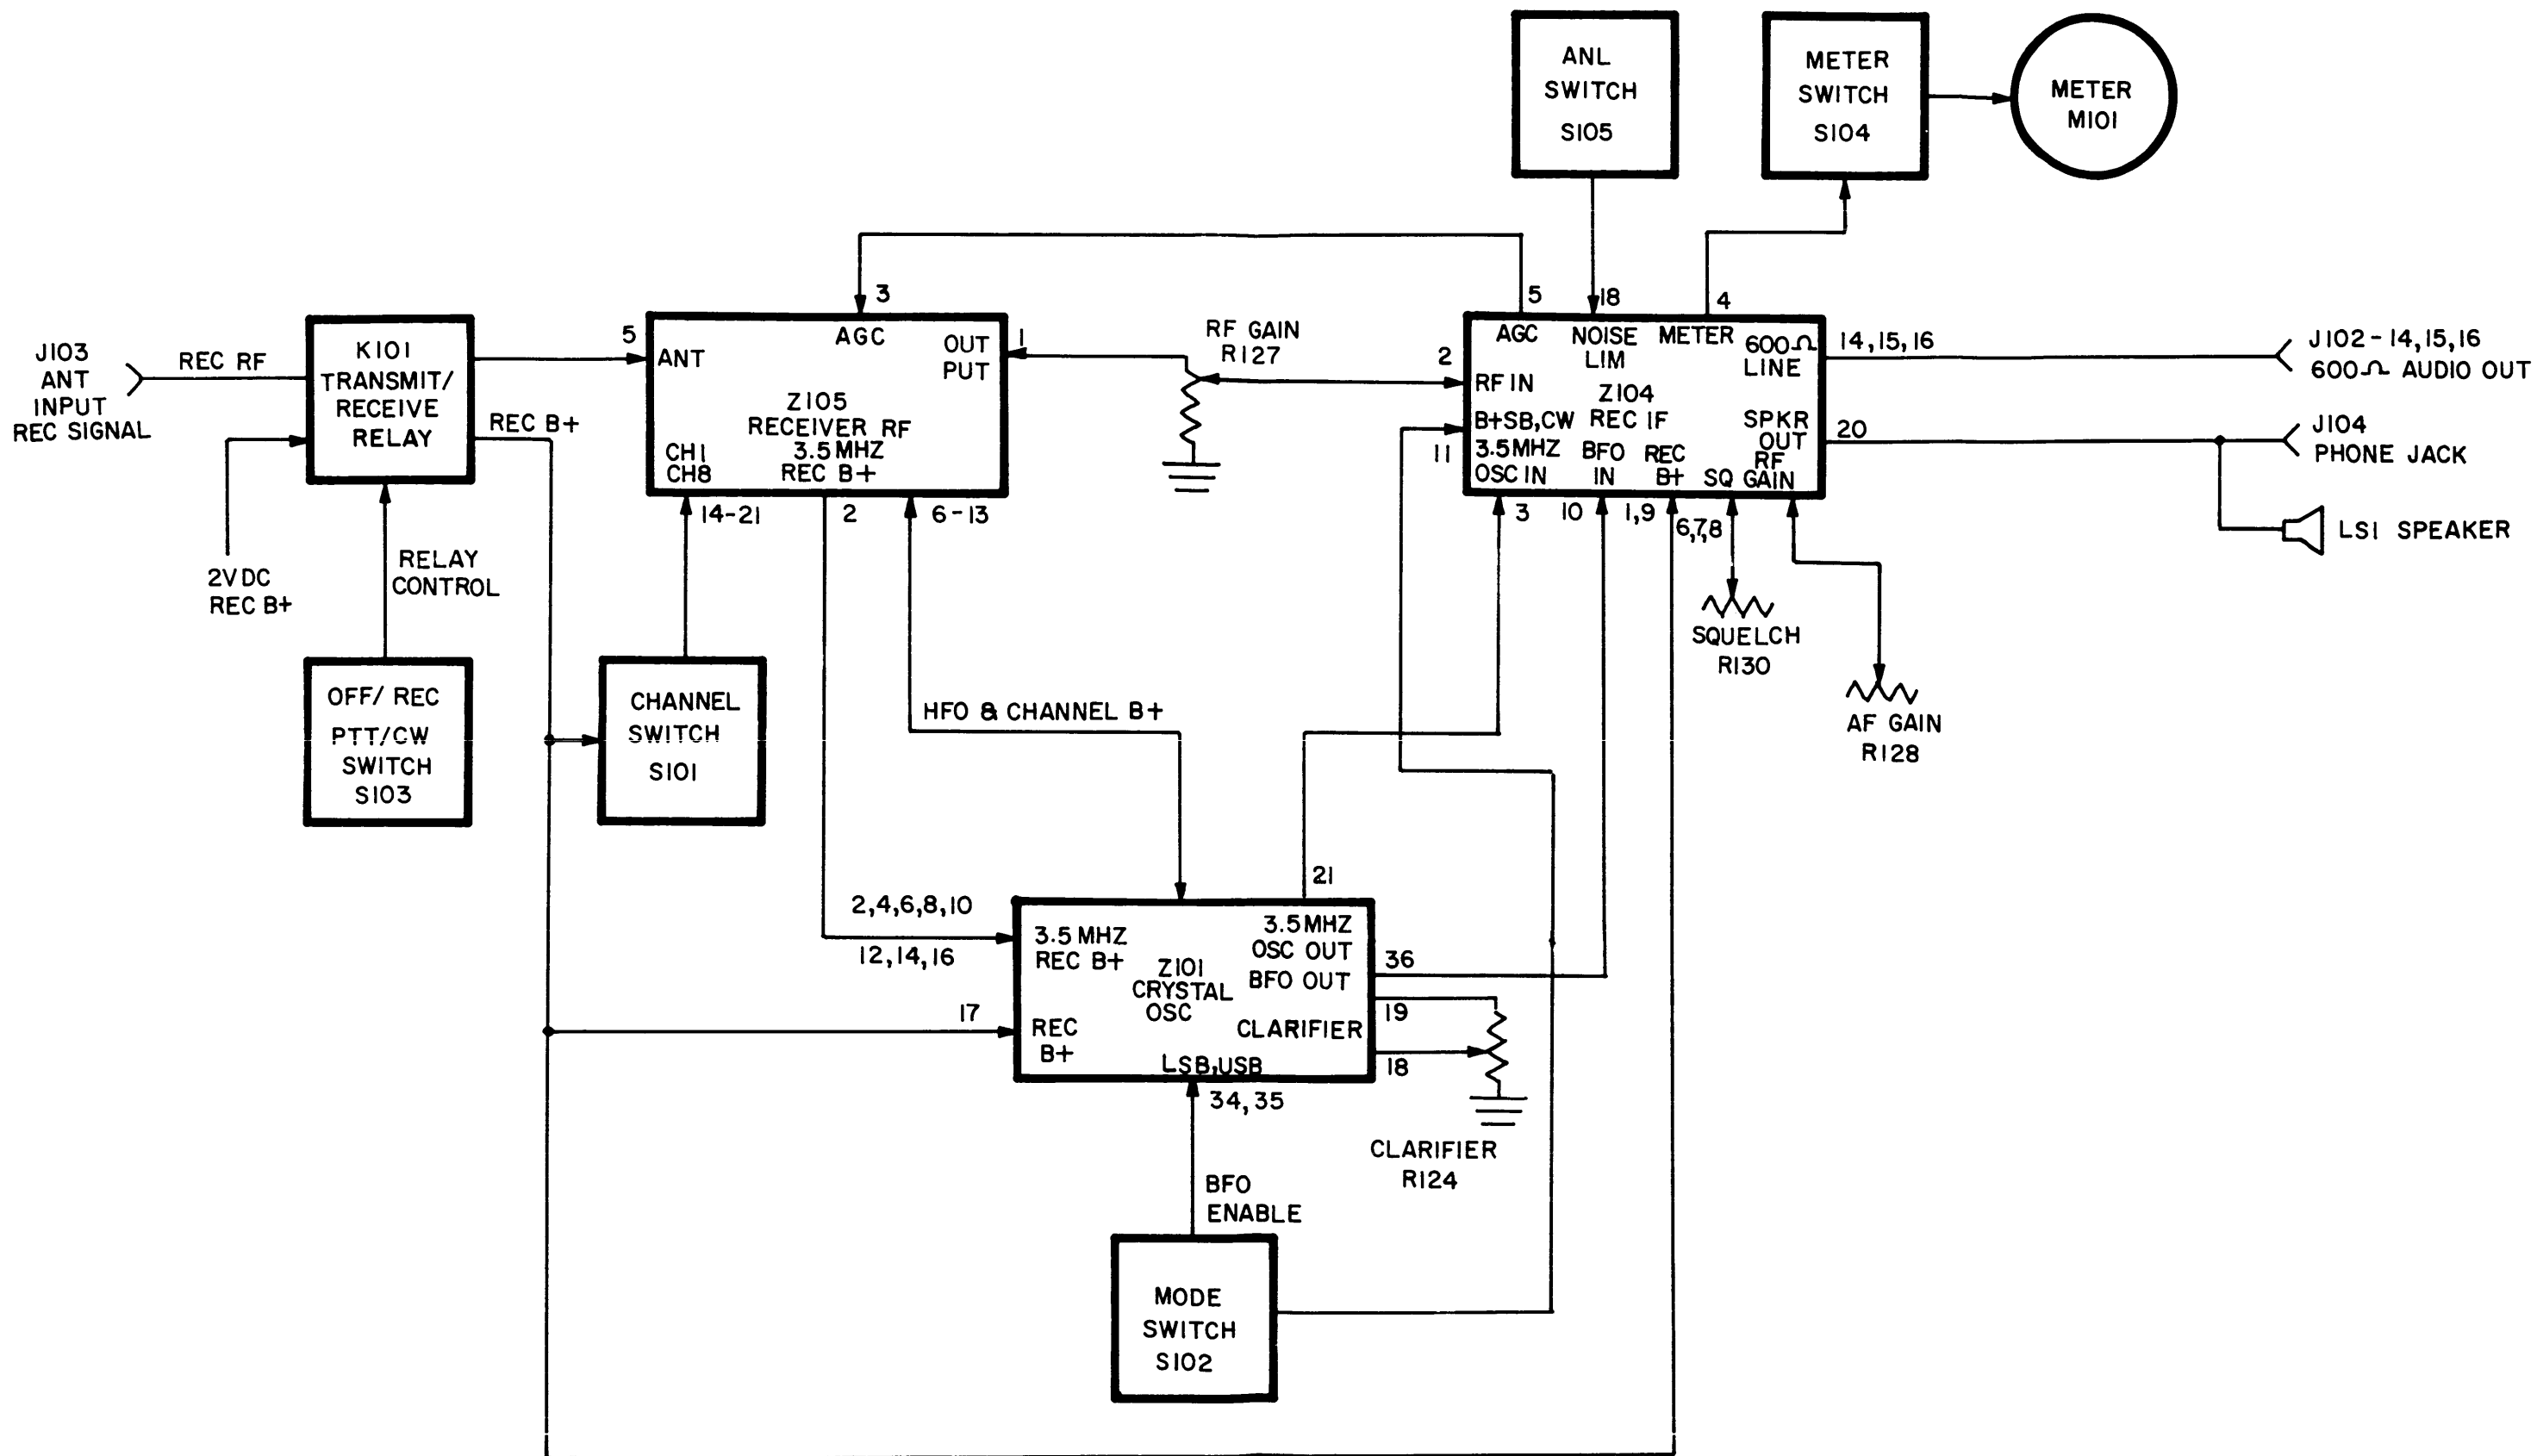 ANL
SWITCH
S105
METER
SWITCH
S104
METER
M101
J103
ANT
INPUT
REC SIGNAL
REC RF
K101
TRANSMIT/
RECEIVE
RELAY
REC B+
2VDC
REC B+
RELAY
CONTROL
OFF/ REC
PTT/CW
SWITCH
S103
CHANNEL
SWITCH
S101
5
3
1
ANT
AGC
OUT
PUT
Z105
RECEIVER RF
3.5 MHZ
REC B+
CH1
CH8
14-21
2
6-13
RF GAIN
R127
2
5
18
4
AGC
NOISE
LIM
METER
600Ω
LINE
RF IN
Z104
REC IF
B+SB,CW
11
3.5 MHZ
OSC IN
BFO
IN
REC
B+
SPKR
OUT
RF
GAIN
SQ
3
10
1,9
6,7,8
14,15,16
20
J102-14,15,16
600Ω AUDIO OUT
J104
PHONE JACK
LS1 SPEAKER
SQUELCH
R130
AF GAIN
R128
HFO & CHANNEL B+
2,4,6,8,10
12,14,16
17
21
3.5 MHZ
REC B+
3.5 MHZ
OSC OUT
BFO OUT
Z101
CRYSTAL
OSC
CLARIFIER
REC
B+
LSB,USB
36
19
18
34,35
CLARIFIER
R124
BFO
ENABLE
MODE
SWITCH
S102